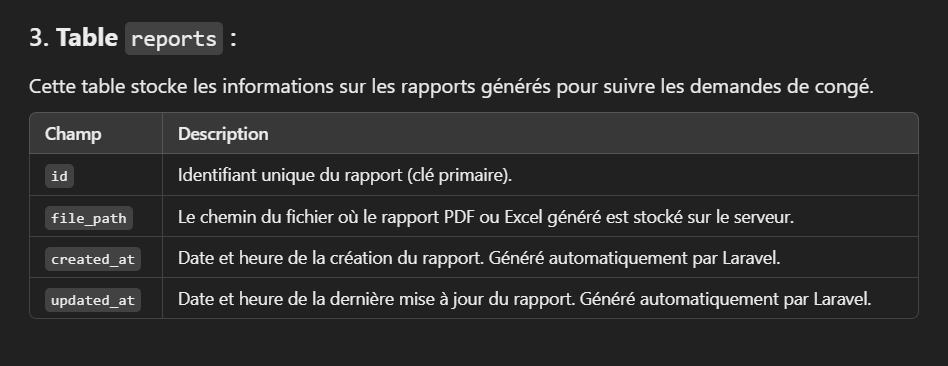 3. Table reports :
Cette table stocke les informations sur les rapports générés pour suivre les demandes de congé.
Champ Description
id Identifiant unique du rapport (clé primaire).
file_path Le chemin du fichier où le rapport PDF ou Excel généré est stocké sur le serveur.
created_at Date et heure de la création du rapport. Généré automatiquement par Laravel.
updated_at Date et heure de la dernière mise à jour du rapport. Généré automatiquement par Laravel.